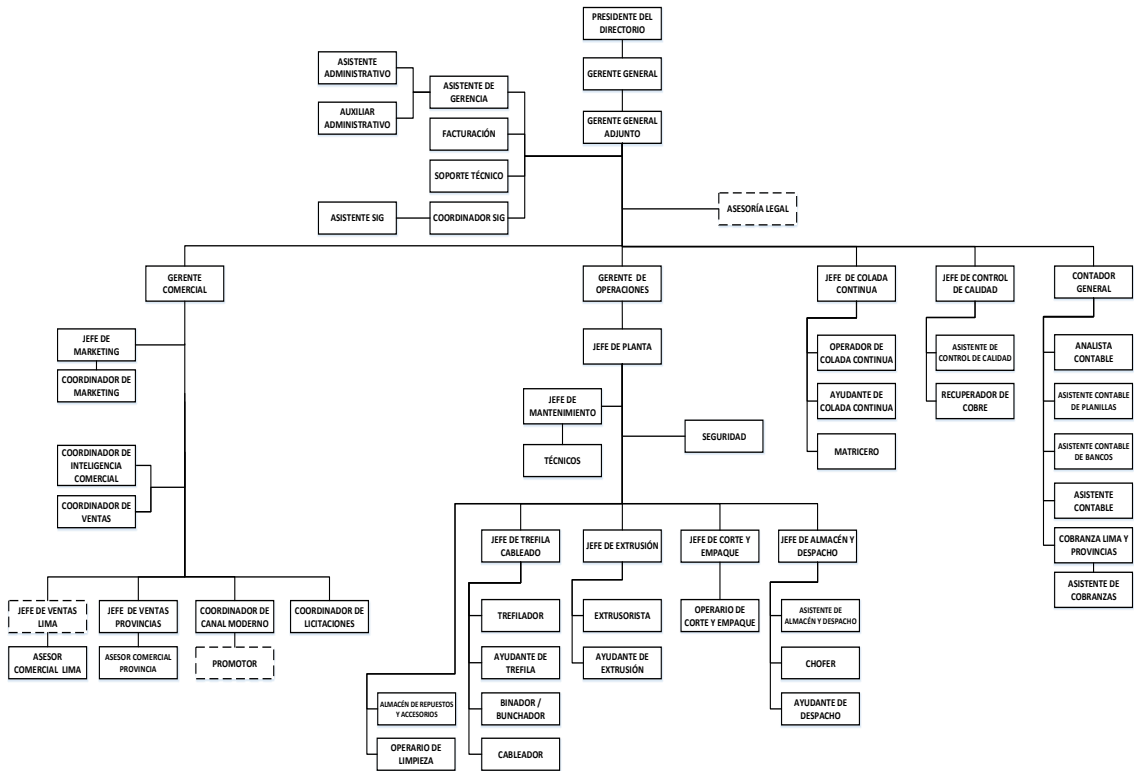 PRESIDENTE DEL
DIRECTORIO
GERENTE GENERAL
GERENTE GENERAL
ADJUNTO
ASISTENTE
ADMINISTRATIVO
ASISTENTE DE
GERENCIA
AUXILIAR
ADMINISTRATIVO
FACTURACIÓN
SOPORTE TÉCNICO
ASISTENTE SIG
COORDINADOR SIG
ASESORÍA LEGAL
GERENTE
COMERCIAL
GERENTE DE
OPERACIONES
JEFE DE COLADA
CONTINUA
JEFE DE CONTROL
DE CALIDAD
CONTADOR
GENERAL
JEFE DE
MARKETING
COORDINADOR DE
MARKETING
COORDINADOR DE
INTELIGENCIA
COMERCIAL
COORDINADOR DE
VENTAS
JEFE DE VENTAS
LIMA
JEFE DE VENTAS
PROVINCIAS
COORDINADOR DE
CANAL MODERNO
COORDINADOR DE
LICITACIONES
ASESOR
COMERCIAL LIMA
ASESOR COMERCIAL
PROVINCIA
PROMOTOR
JEFE DE PLANTA
JEFE DE
MANTENIMIENTO
TÉCNICOS
SEGURIDAD
JEFE DE TREFILA
CABLEADO
JEFE DE EXTRUSIÓN
JEFE DE CORTE Y
EMPAQUE
JEFE DE ALMACÉN Y
DESPACHO
ALMACÉN DE REPUESTOS
Y ACCESORIOS
OPERARIO DE
LIMPIEZA
TREFILADOR
AYUDANTE DE
TREFILA
BINADOR /
BUNCHADOR
CABLEADOR
EXTRUSORISTA
AYUDANTE DE
EXTRUSIÓN
OPERARIO DE
CORTE Y EMPAQUE
ASISTENTE DE
ALMACÉN Y DESPACHO
CHOFER
AYUDANTE DE
DESPACHO
OPERADOR DE
COLADA CONTINUA
AYUDANTE DE
COLADA CONTINUA
MATRICERO
ASISTENTE DE
CONTROL DE CALIDAD
RECUPERADOR DE
COBRE
ANALISTA
CONTABLE
ASISTENTE CONTABLE
DE PLANILLAS
ASISTENTE CONTABLE
DE BANCOS
ASISTENTE
CONTABLE
COBRANZA LIMA Y
PROVINCIAS
ASISTENTE DE
COBRANZAS